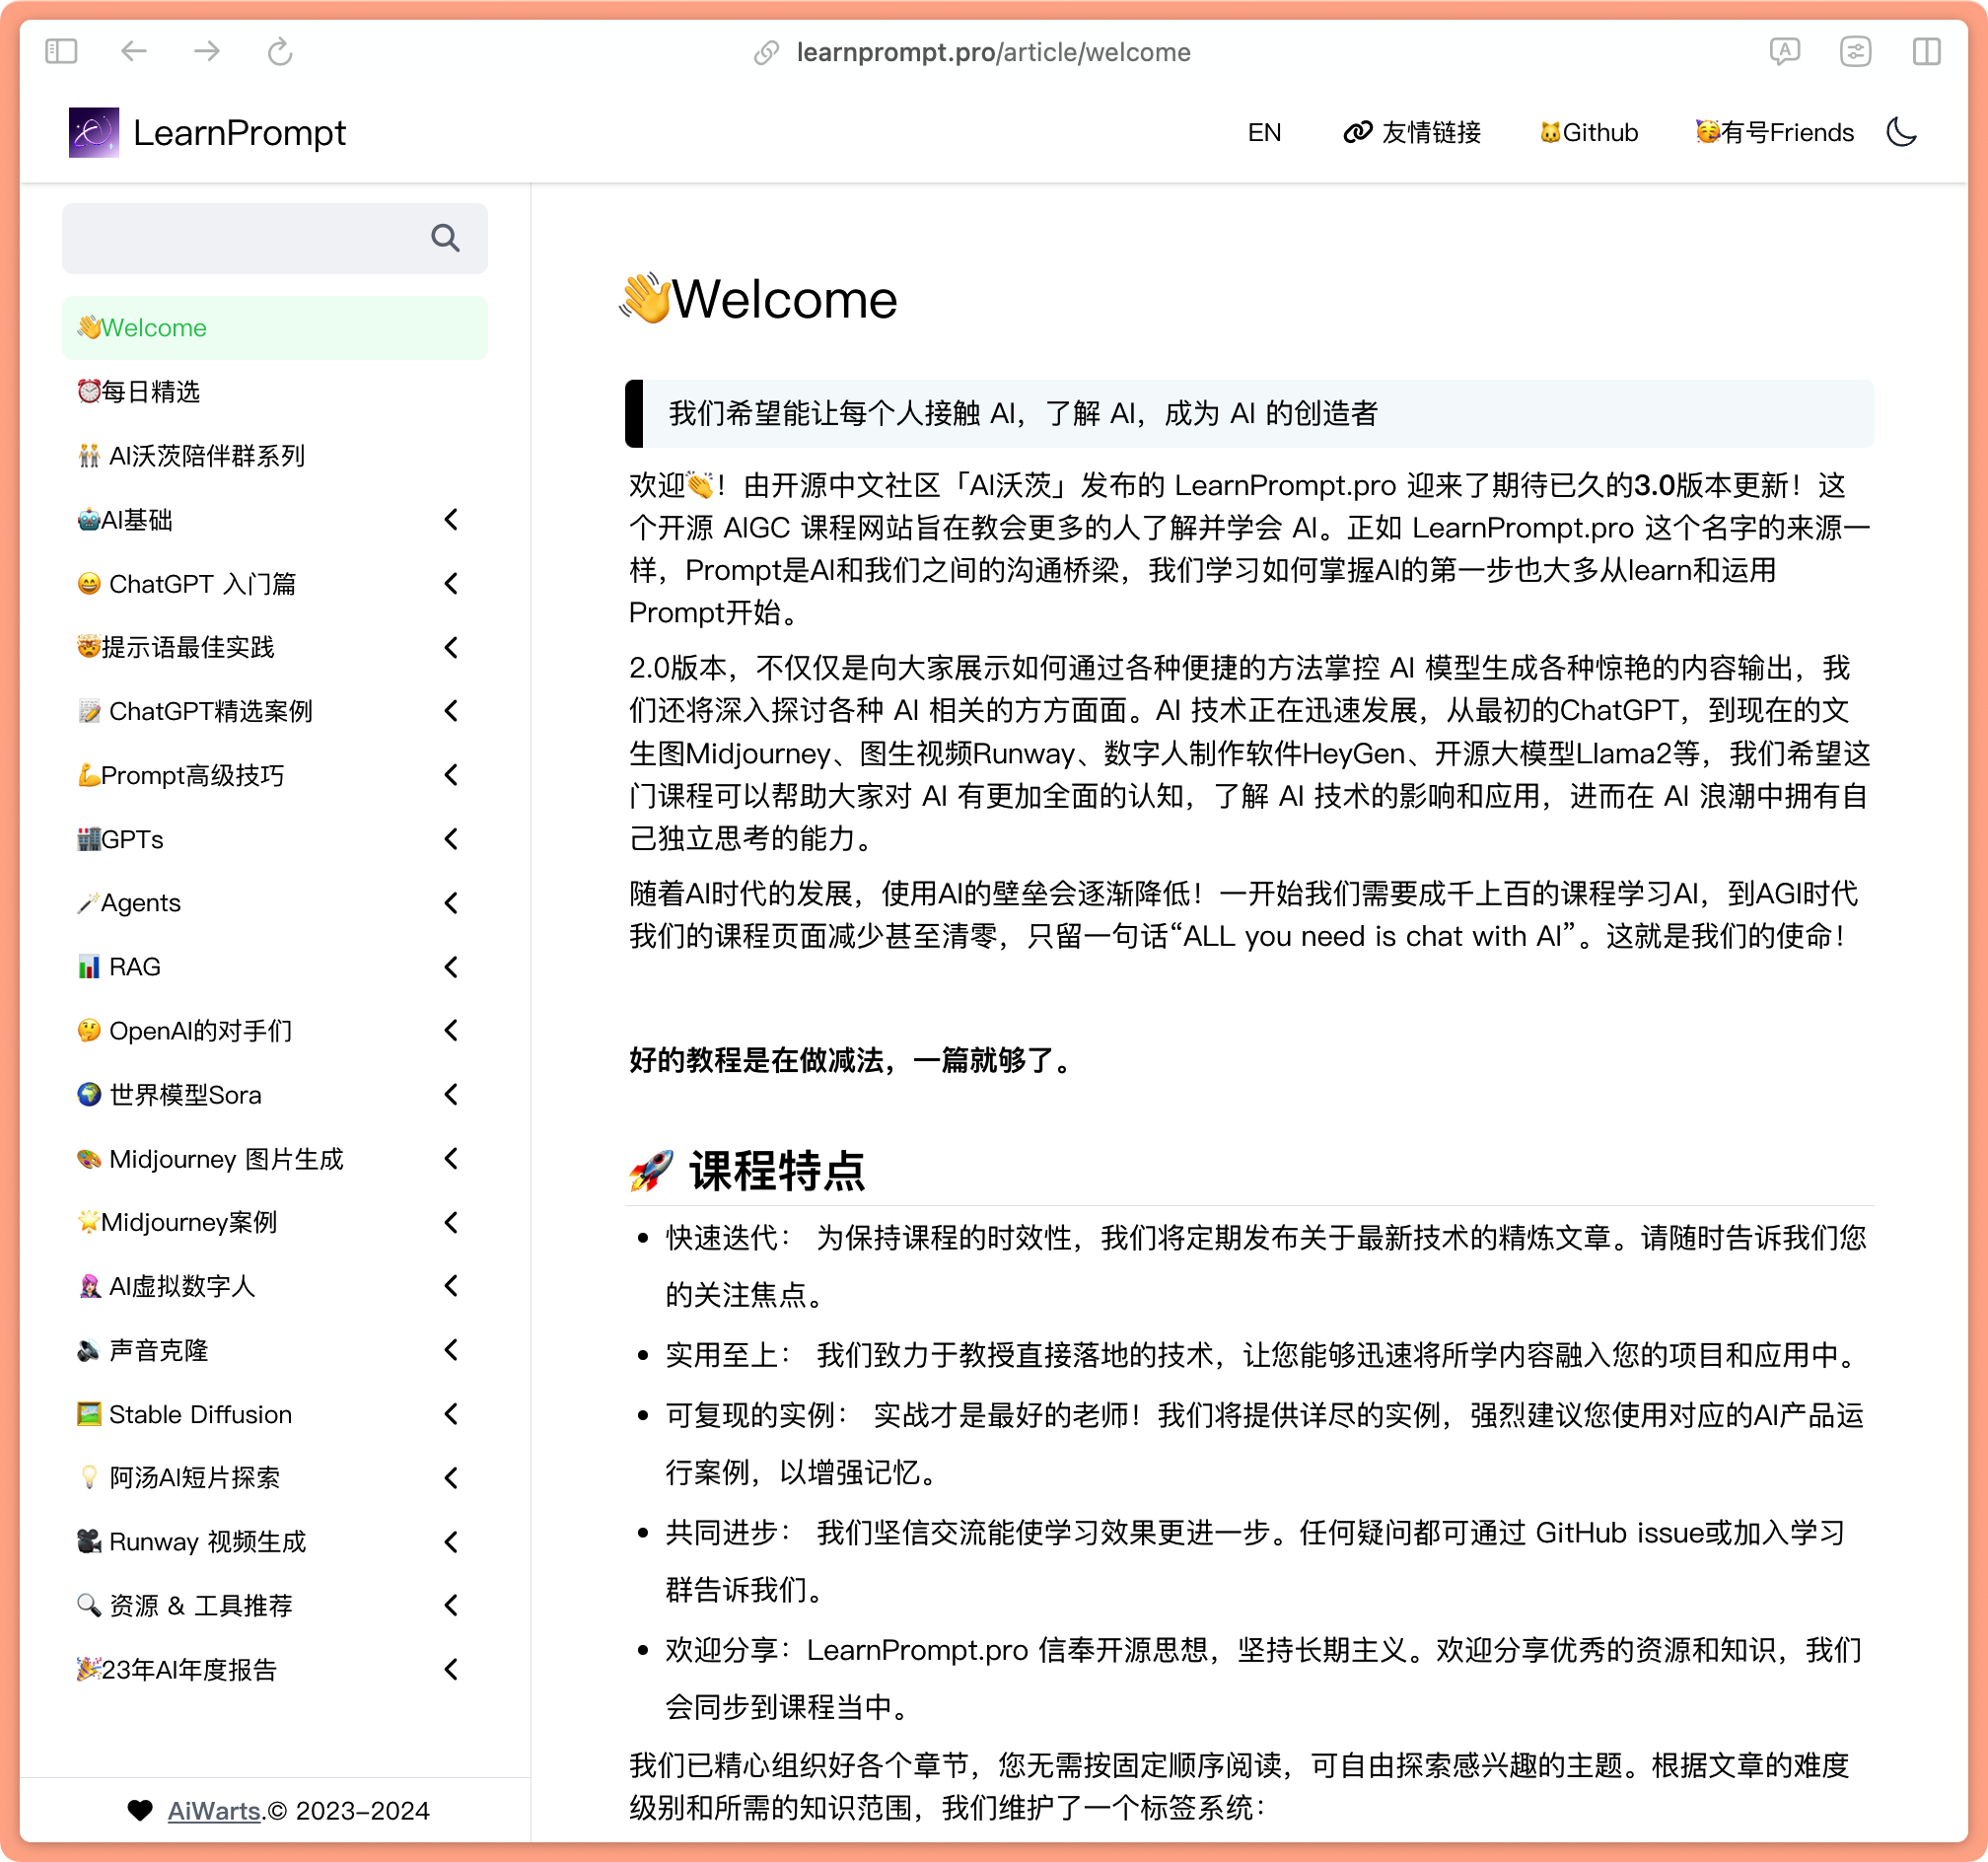 learnprompt.pro/article/welcome
LearnPrompt
EN
友情链接
🐱Github
🥳有号Friends
👋Welcome
⏰每日精选
👬 AI沃茨陪伴群系列
🤖AI基础
😄 ChatGPT 入门篇
🤯提示语最佳实践
📝 ChatGPT精选案例
💪Prompt高级技巧
🏰GPTs
🪄Agents
📊 RAG
🤔 OpenAI的对手们
🌍 世界模型Sora
🎨 Midjourney 图片生成
🌟Midjourney案例
👩‍🎤 AI虚拟数字人
🔊 声音克隆
🖼️ Stable Diffusion
💡 阿汤AI短片探索
🎥 Runway 视频生成
🔍 资源 & 工具推荐
🎉23年AI年度报告
AiWarts.© 2023–2024
👋Welcome
我们希望能让每个人接触 AI，了解 AI，成为 AI 的创造者
欢迎👏！由开源中文社区「AI沃茨」发布的 LearnPrompt.pro 迎来了期待已久的3.0版本更新！这
个开源 AIGC 课程网站旨在教会更多的人了解并学会 AI。正如 LearnPrompt.pro 这个名字的来源一
样，Prompt是AI和我们之间的沟通桥梁，我们学习如何掌握AI的第一步也大多从learn和运用
Prompt开始。
2.0版本，不仅仅是向大家展示如何通过各种便捷的方法掌控 AI 模型生成各种惊艳的内容输出，我
们还将深入探讨各种 AI 相关的方方面面。AI 技术正在迅速发展，从最初的ChatGPT，到现在的文
生图Midjourney、图生视频Runway、数字人制作软件HeyGen、开源大模型Llama2等，我们希望这
门课程可以帮助大家对 AI 有更加全面的认知，了解 AI 技术的影响和应用，进而在 AI 浪潮中拥有自
己独立思考的能力。
随着AI时代的发展，使用AI的壁垒会逐渐降低！一开始我们需要成千上百的课程学习AI，到AGI时代
我们的课程页面减少甚至清零，只留一句话“ALL you need is chat with AI”。这就是我们的使命！
好的教程是在做减法，一篇就够了。
🚀 课程特点
• 快速迭代： 为保持课程的时效性，我们将定期发布关于最新技术的精炼文章。请随时告诉我们您
的关注焦点。
• 实用至上： 我们致力于教授直接落地的技术，让您能够迅速将所学内容融入您的项目和应用中。
• 可复现的实例： 实战才是最好的老师！我们将提供详尽的实例，强烈建议您使用对应的AI产品运
行案例，以增强记忆。
• 共同进步： 我们坚信交流能使学习效果更进一步。任何疑问都可通过 GitHub issue或加入学习
群告诉我们。
• 欢迎分享：LearnPrompt.pro 信奉开源思想，坚持长期主义。欢迎分享优秀的资源和知识，我们
会同步到课程当中。
我们已精心组织好各个章节，您无需按固定顺序阅读，可自由探索感兴趣的主题。根据文章的难度
级别和所需的知识范围，我们维护了一个标签系统：